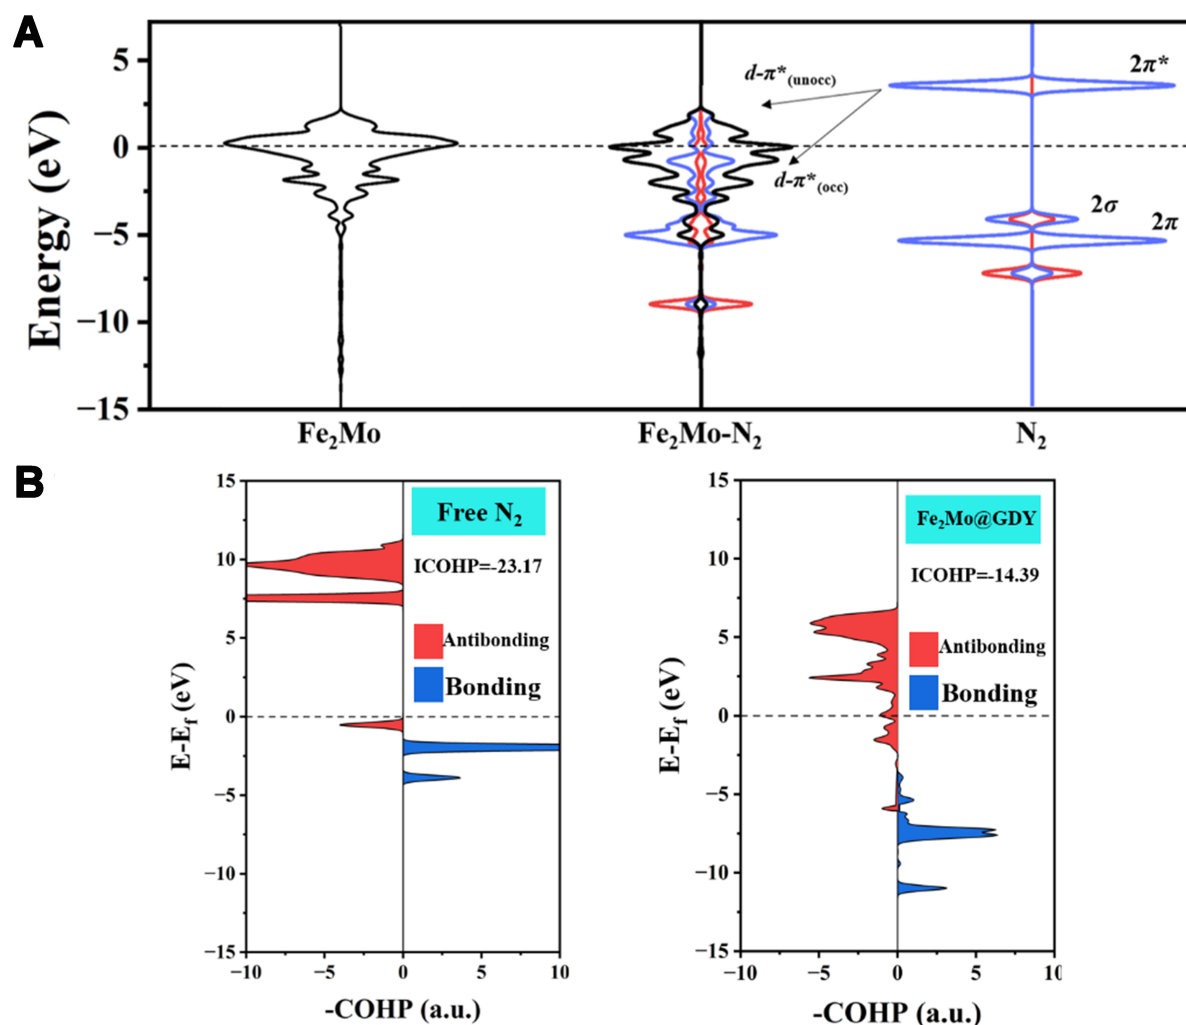 A
Energy (eV)
5
0
−5
−10
−15
d-π*(unocc)
d-π*(occ)
2π*
2σ
2π
Fe₂Mo
Fe₂Mo-N₂
N₂
B
E-Ef (eV)
15
10
5
0
−5
−10
−15
Free N₂
ICOHP=-23.17
Antibonding
Bonding
−10
−5
0
5
10
-COHP (a.u.)
E-Ef (eV)
15
10
5
0
−5
−10
−15
Fe₂Mo@GDY
ICOHP=-14.39
Antibonding
Bonding
−10
−5
0
5
10
-COHP (a.u.)